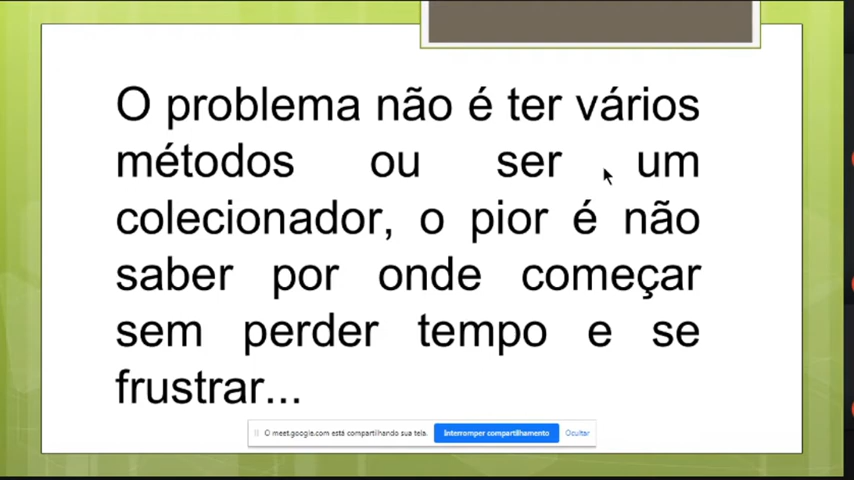 O problema não é ter vários
métodos ou ser um
colecionador, o pior é não
saber por onde começar
sem perder tempo e se
frustrar...
O meet.google.com está compartilhando sua tela. Interromper compartilhamento Ocultar